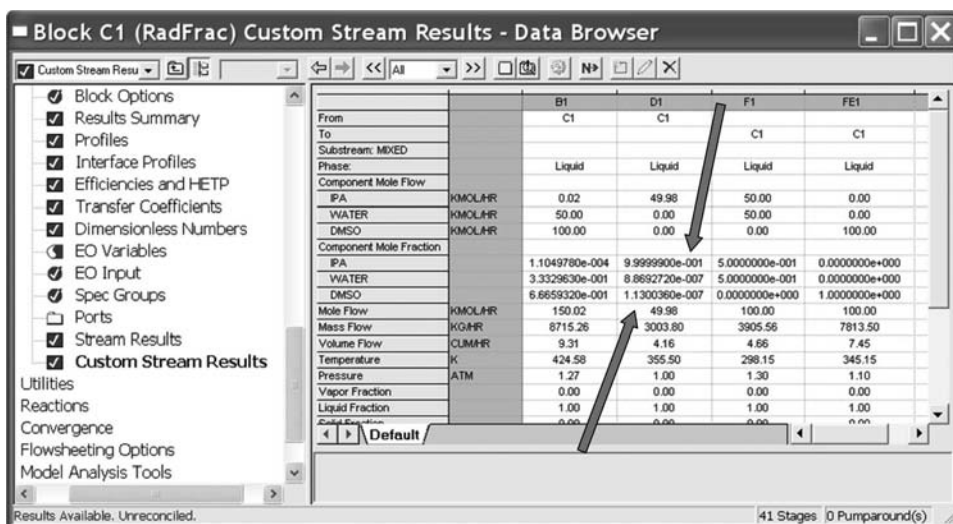 Block C1 (RadFrac) Custom Stream Results - Data Browser
Custom Stream Resu All N>
Block Options
Results Summary
Profiles
Interface Profiles
Efficiencies and HETP
Transfer Coefficients
Dimensionless Numbers
EO Variables
EO Input
Spec Groups
Ports
Stream Results
Custom Stream Results
Utilities
Reactions
Convergence
Flowsheeting Options
Model Analysis Tools
B1 D1 F1 FE1
From C1 C1
To C1 C1
Substream: MIXED
Phase: Liquid Liquid Liquid Liquid
Component Mole Flow
IPA KMOL/HR 0.02 49.98 50.00 0.00
WATER KMOL/HR 50.00 0.00 50.00 0.00
DMSO KMOL/HR 100.00 0.00 0.00 100.00
Component Mole Fraction
IPA 1.1049780e-004 9.9999900e-001 5.0000000e-001 0.0000000e+000
WATER 3.3329630e-001 8.8692720e-007 5.0000000e-001 0.0000000e+000
DMSO 6.6659320e-001 1.1300360e-007 0.0000000e+000 1.0000000e+000
Mole Flow KMOL/HR 150.02 49.98 100.00 100.00
Mass Flow KG/HR 8715.26 3003.80 3905.56 7813.50
Volume Flow CUM/HR 9.31 4.16 4.66 7.45
Temperature K 424.58 355.50 298.15 345.15
Pressure ATM 1.27 1.00 1.30 1.10
Vapor Fraction 0.00 0.00 0.00 0.00
Liquid Fraction 1.00 1.00 1.00 1.00
Solid Fraction 0.00 0.00 0.00 0.00
Default
Results Available. Unreconciled. 41 Stages 0 Pumparound(s)